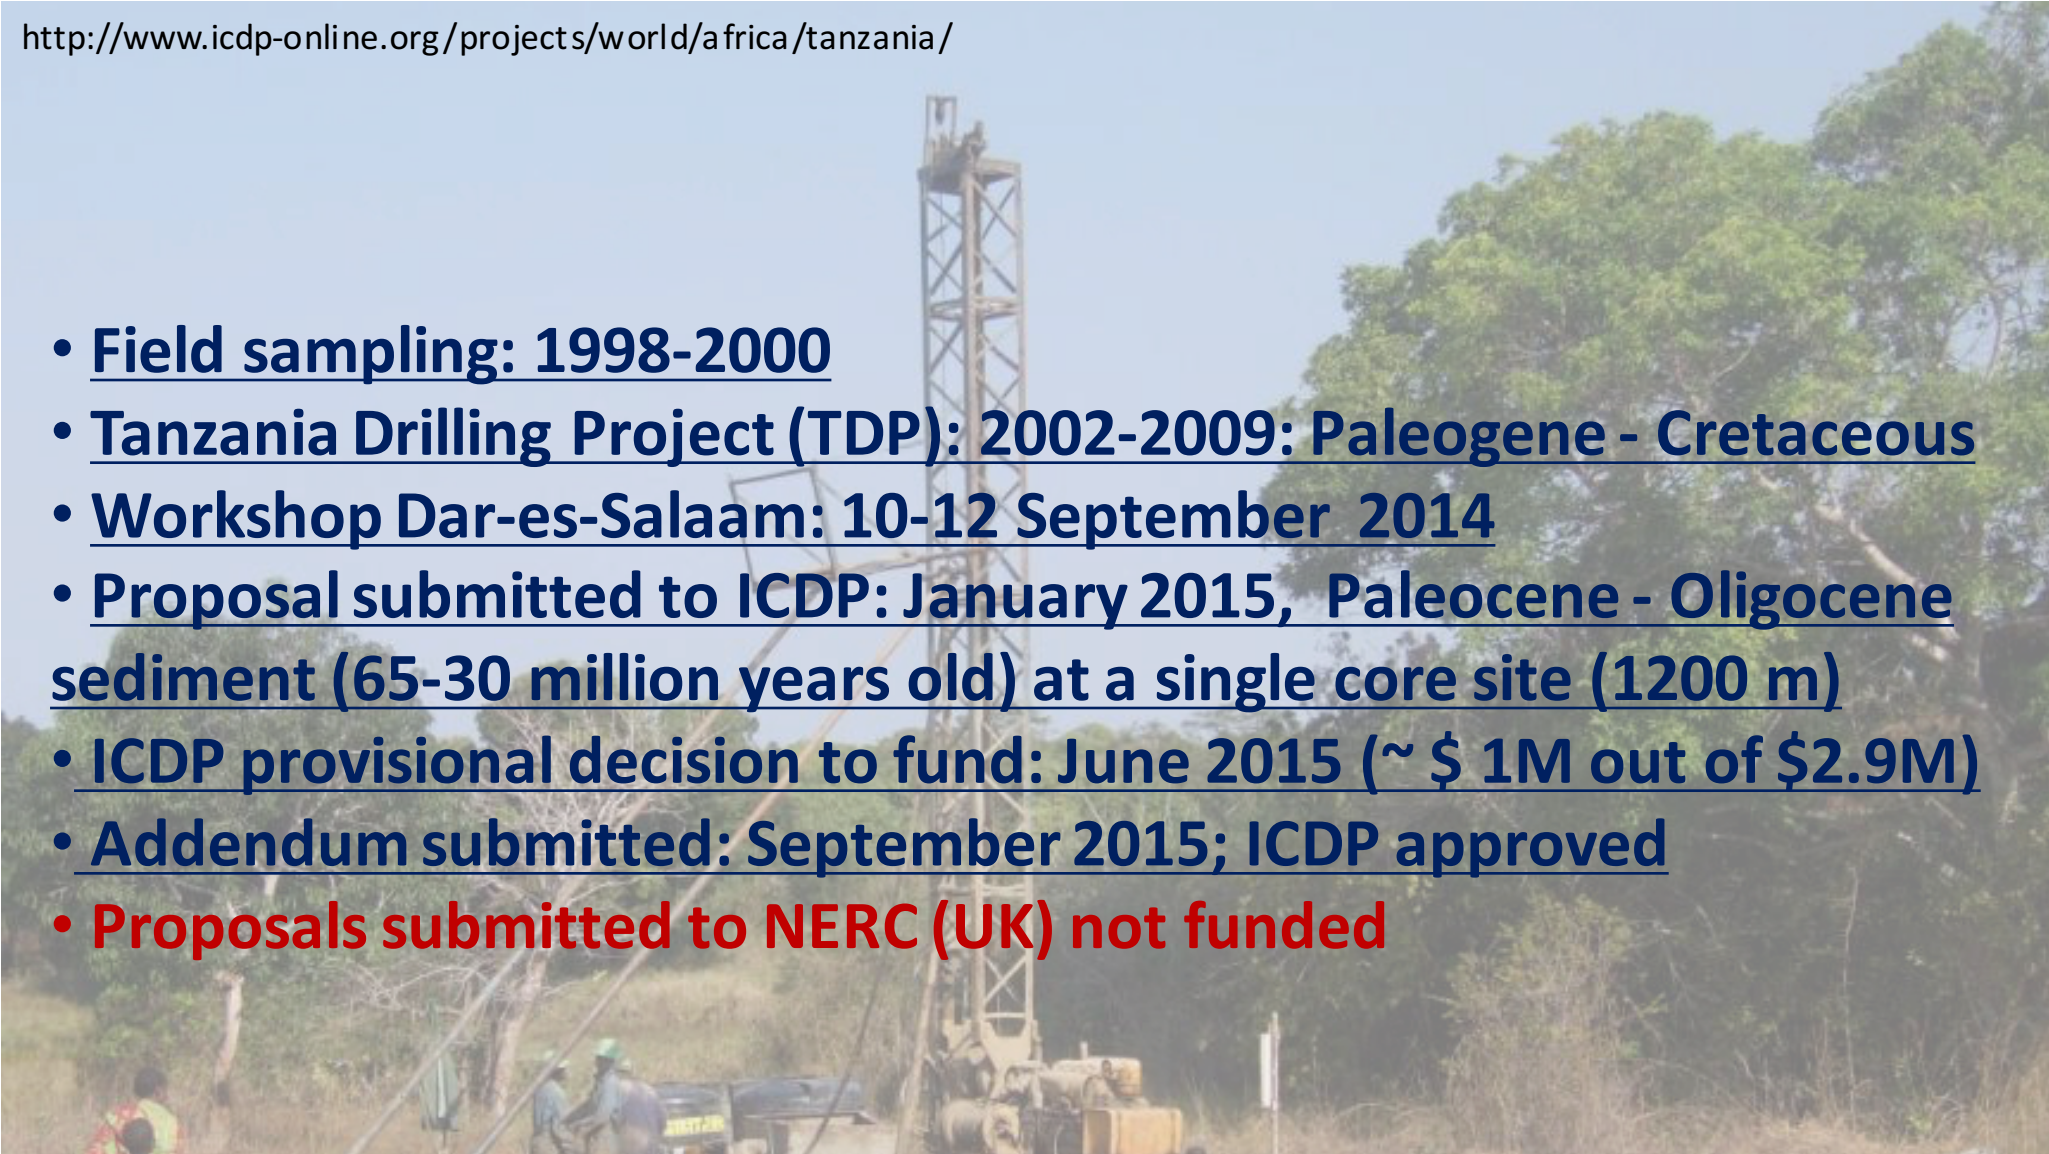 http://www.icdp-online.org/projects/world/africa/tanzania/
• Field sampling: 1998-2000
• Tanzania Drilling Project (TDP): 2002-2009: Paleogene - Cretaceous
• Workshop Dar-es-Salaam: 10-12 September 2014
• Proposal submitted to ICDP: January 2015, Paleocene - Oligocene
sediment (65-30 million years old) at a single core site (1200 m)
• ICDP provisional decision to fund: June 2015 (~ $ 1M out of $2.9M)
• Addendum submitted: September 2015; ICDP approved
• Proposals submitted to NERC (UK) not funded